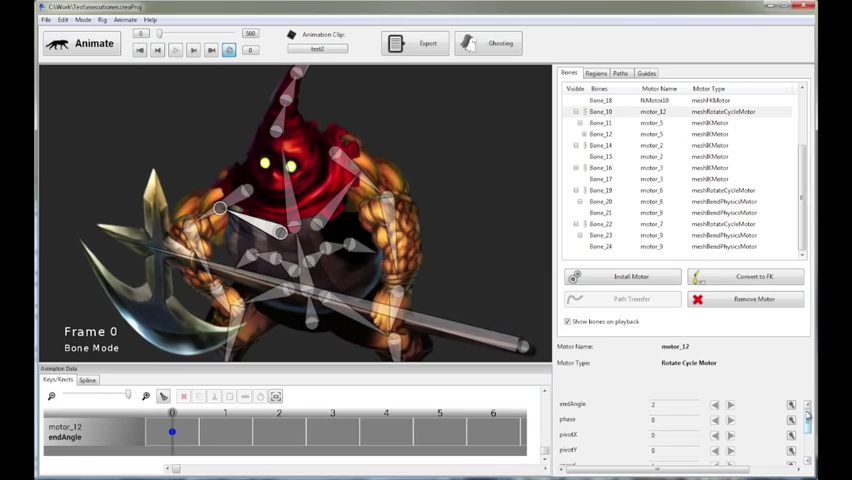 C:\Work\Test\executioner.creaProj
File Edit Mode Rig Animate Help
Animate
0 500
0
Animation Clip:
test2
Export
Ghosting
Frame 0
Bone Mode
Bones Regions Paths Guides
Visible Bones Motor Name Motor Type
Bone_18 fkMotor10 meshFKMotor
Bone_10 motor_12 meshRotateCycleMotor
Bone_11 motor_5 meshIKMotor
Bone_12 motor_5 meshIKMotor
Bone_14 motor_2 meshIKMotor
Bone_15 motor_2 meshIKMotor
Bone_16 motor_3 meshIKMotor
Bone_17 motor_3 meshIKMotor
Bone_19 motor_6 meshRotateCycleMotor
Bone_20 motor_8 meshBendPhysicsMotor
Bone_21 motor_8 meshBendPhysicsMotor
Bone_22 motor_7 meshRotateCycleMotor
Bone_23 motor_9 meshBendPhysicsMotor
Bone_24 motor_9 meshBendPhysicsMotor
Install Motor Convert to FK
Path Transfer Remove Motor
Show bones on playback
Motor Name: motor_12
Motor Type: Rotate Cycle Motor
endAngle 2
phase 0
pivotX 0
pivotY 0
Animation Data
Keys/Knots Spline
0 1 2 3 4 5 6
motor_12
endAngle